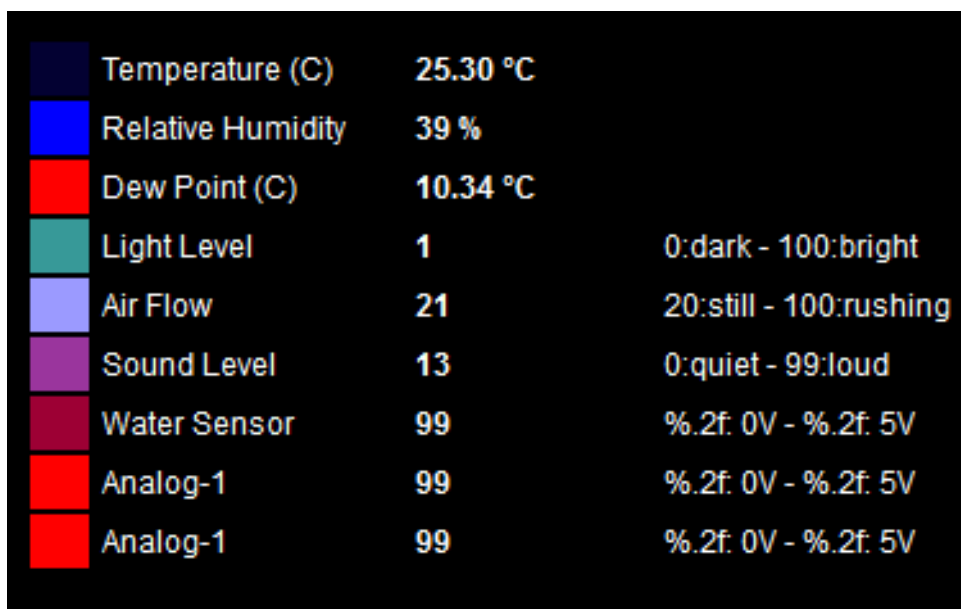 Temperature (C) 25.30 °C
Relative Humidity 39 %
Dew Point (C) 10.34 °C
Light Level 1 0:dark - 100:bright
Air Flow 21 20:still - 100:rushing
Sound Level 13 0:quiet - 99:loud
Water Sensor 99 %.2f: 0V - %.2f: 5V
Analog-1 99 %.2f: 0V - %.2f: 5V
Analog-1 99 %.2f: 0V - %.2f: 5V